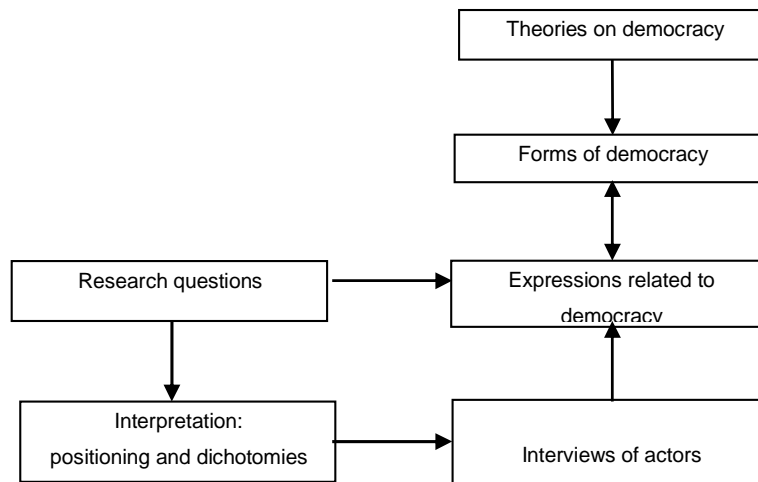 Theories on democracy
Forms of democracy
Research questions
Expressions related to
democracy
Interpretation:
positioning and dichotomies
Interviews of actors